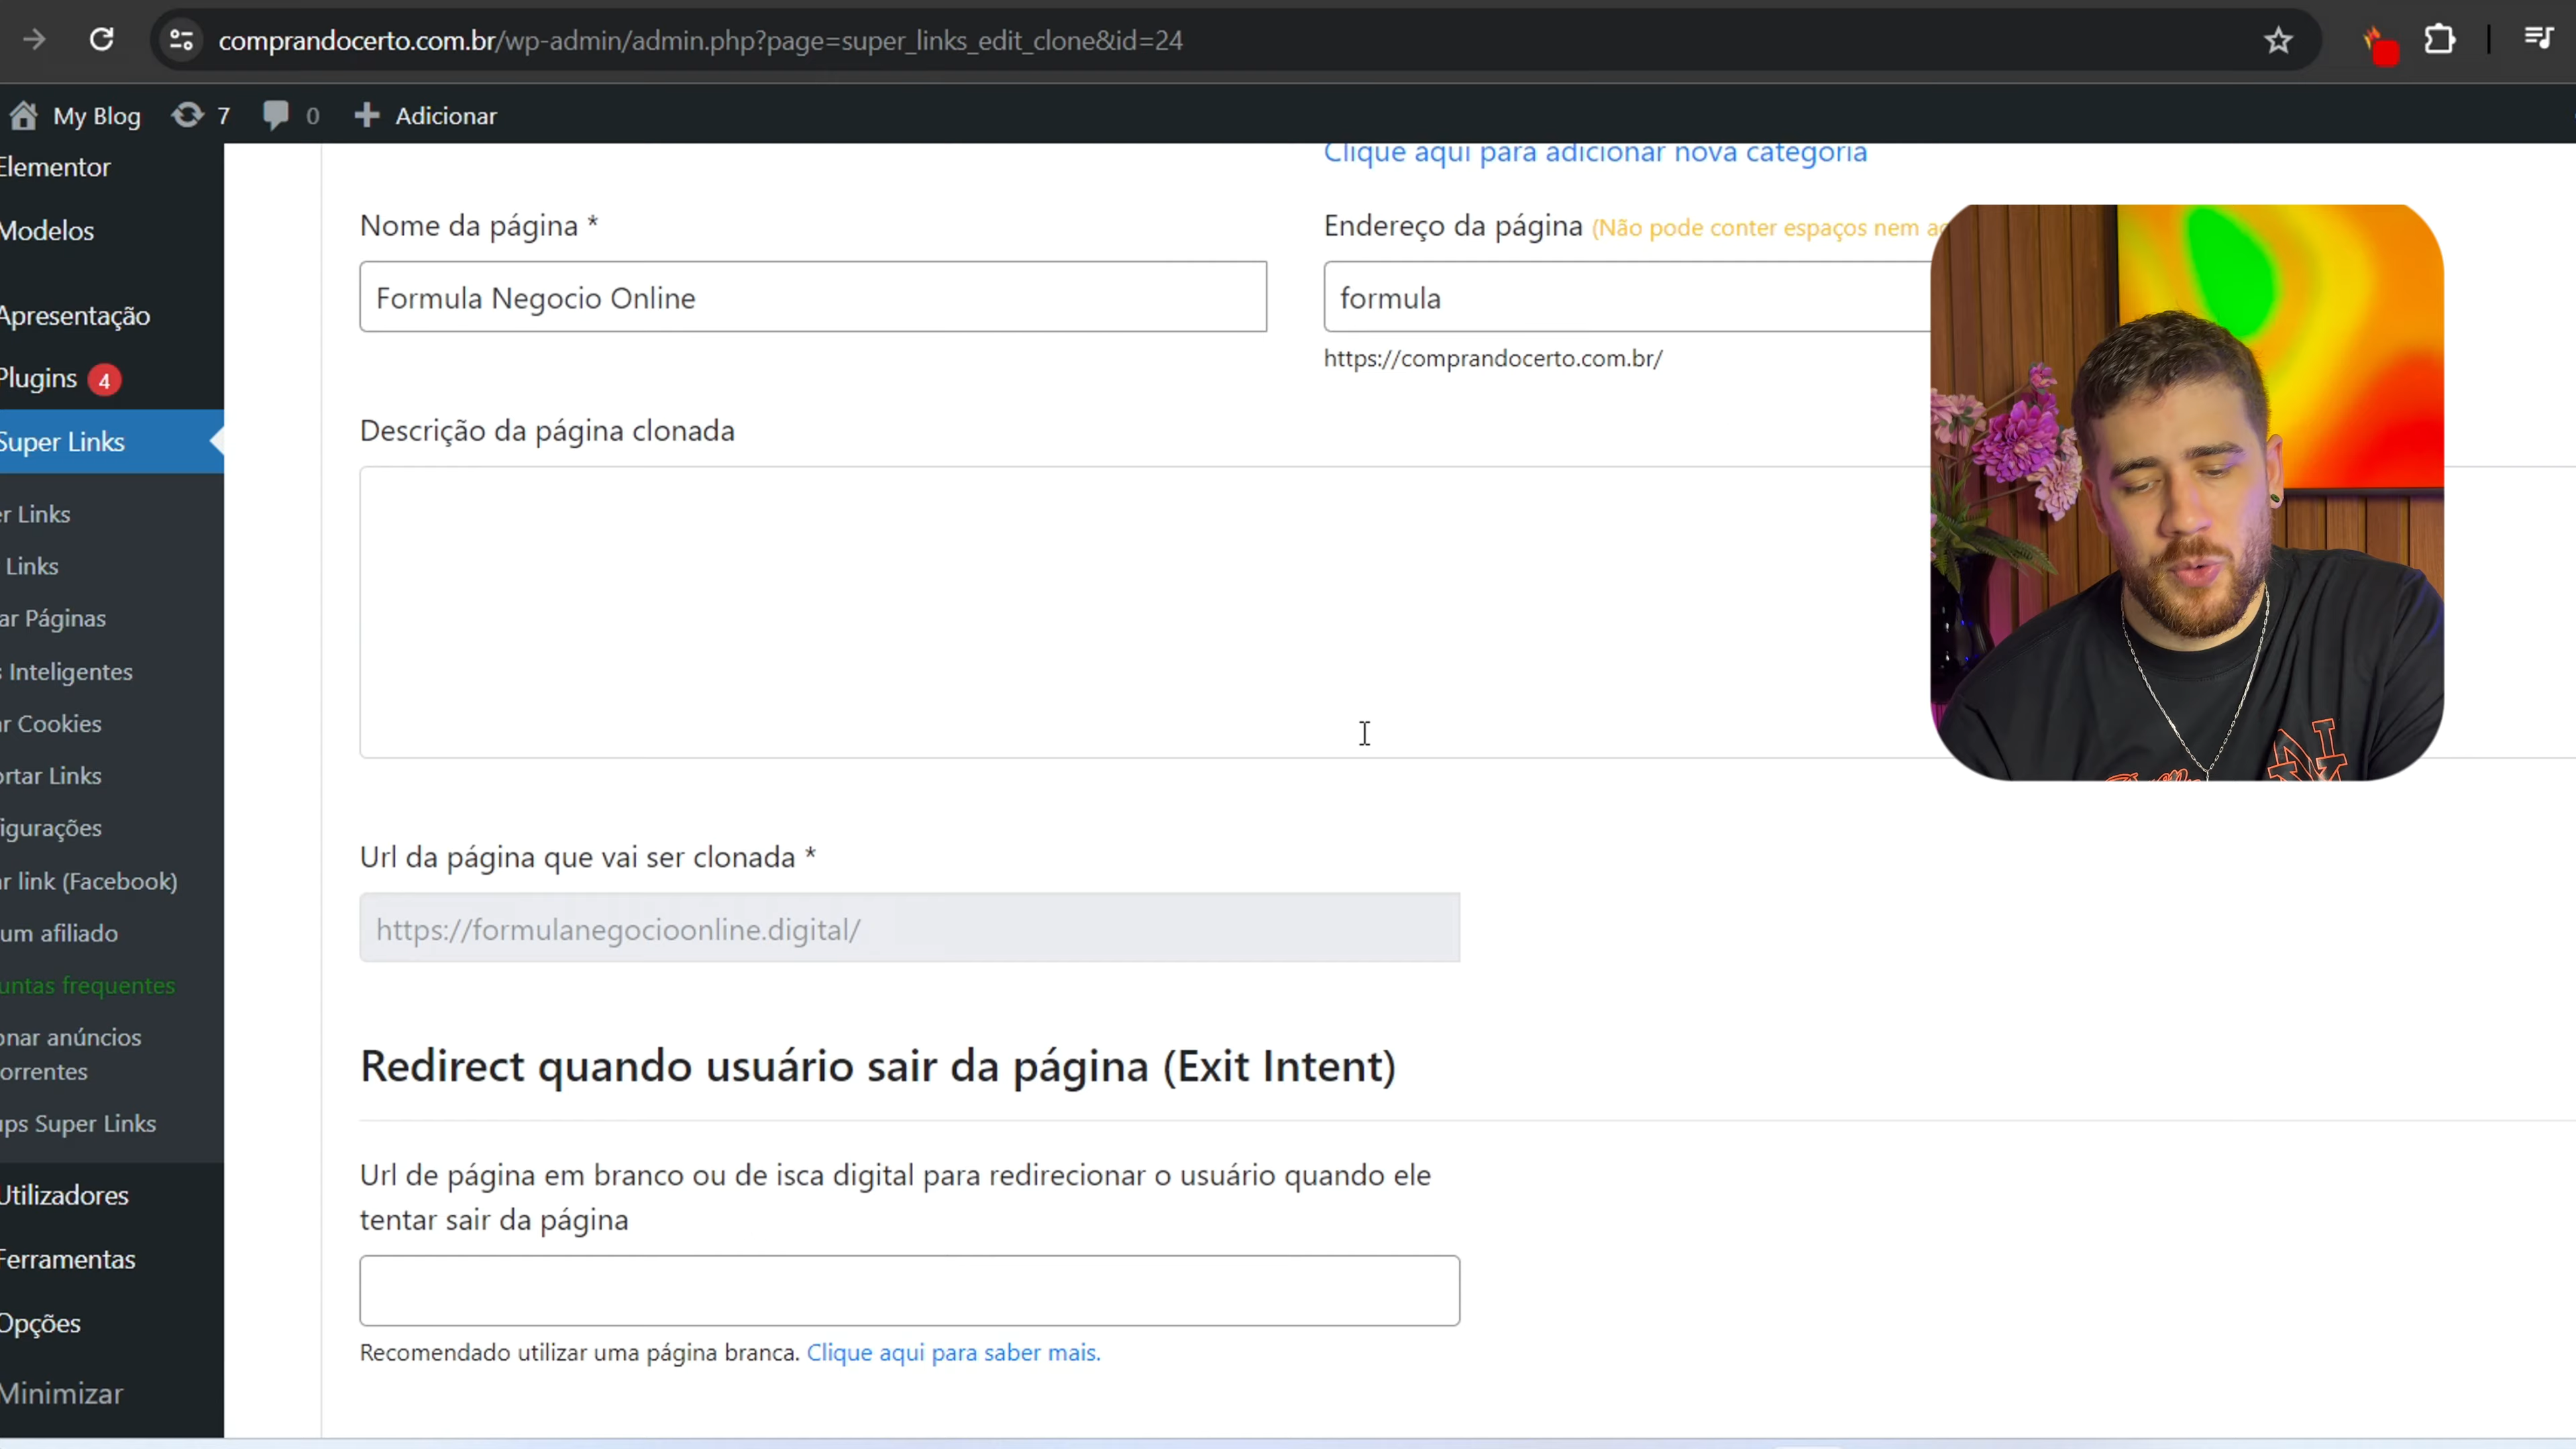 comprandocerto.com.br/wp-admin/admin.php?page=super_links_edit_clone&id=24
My Blog 7 0 Adicionar
Elementor
Modelos
Apresentação
Plugins 4
Super Links
er Links
Links
ar Páginas
s Inteligentes
ar Cookies
ortar Links
figurações
ar link (Facebook)
um afiliado
untas frequentes
onar anúncios
orrentes
ups Super Links
Utilizadores
Ferramentas
Opções
Minimizar
Clique aqui para adicionar nova categoria
Nome da página *
Formula Negocio Online
Endereço da página (Não pode conter espaços nem
formula
https://comprandocerto.com.br/
Descrição da página clonada
Url da página que vai ser clonada *
https://formulanegocioonline.digital/
Redirect quando usuário sair da página (Exit Intent)
Url de página em branco ou de isca digital para redirecionar o usuário quando ele
tentar sair da página
Recomendado utilizar uma página branca. Clique aqui para saber mais.